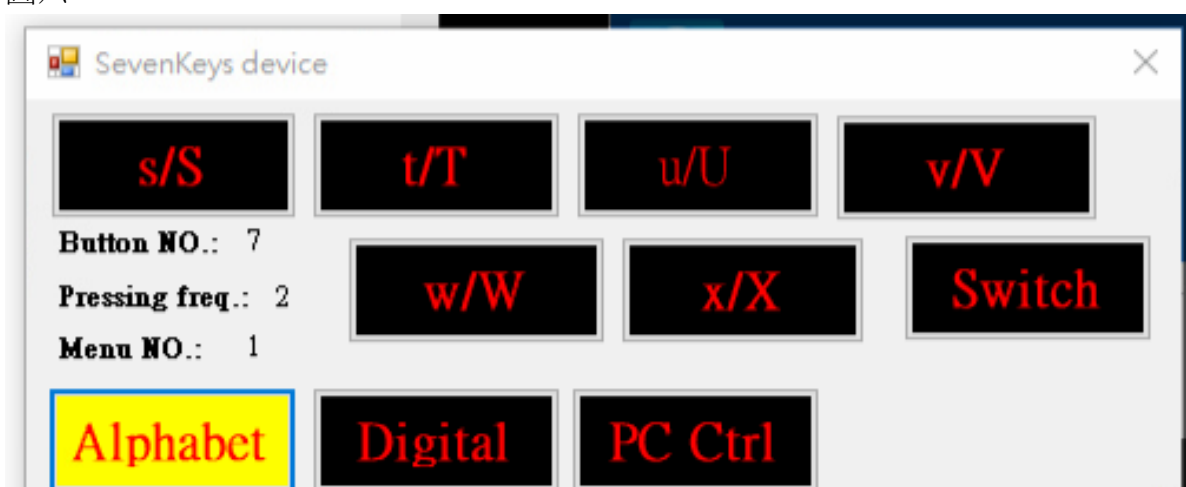 SevenKeys device
s/S t/T u/U v/V
Button NO.: 7
w/W x/X Switch
Pressing freq.: 2
Menu NO.: 1
Alphabet Digital PC Ctrl